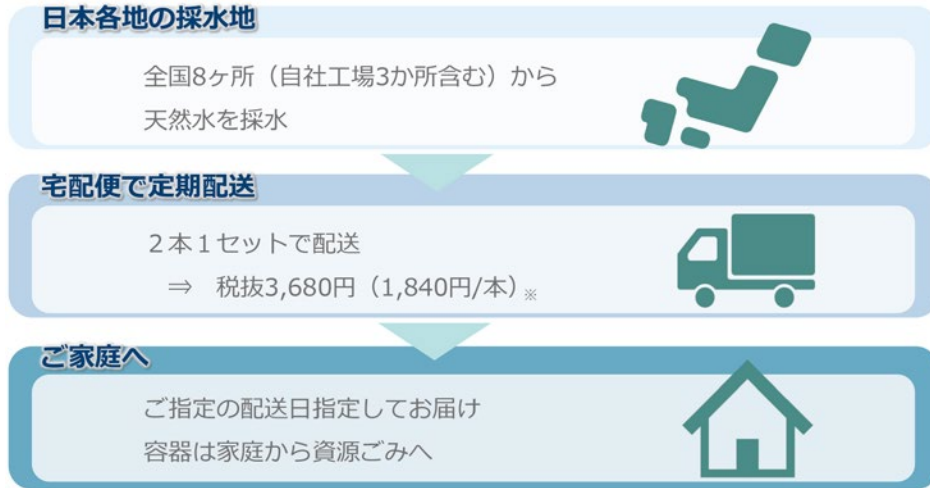 日本各地の採水地
全国8ヶ所（自社工場3か所含む）から
天然水を採水
宅配便で定期配送
２本１セットで配送
⇒ 税抜3,680円（1,840円/本）※
ご家庭へ
ご指定の配送日指定してお届け
容器は家庭から資源ごみへ